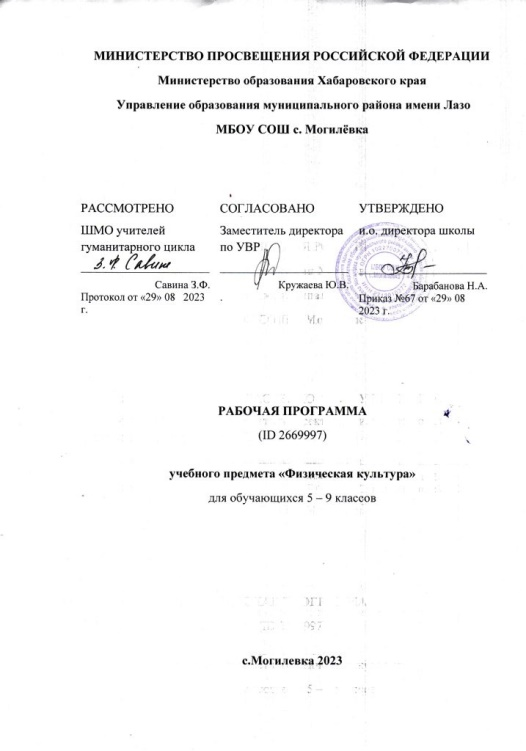 МИНИСТЕРСТВО ПРОСВЕЩЕНИЯ РОССИЙСКОЙ ФЕДЕРАЦИИ
Министерство образования Хабаровского края
Управление образования муниципального района имени Лазо
МБОУ СОШ с. Могилёвка
РАССМОТРЕНО
ШМО учителей
гуманитарного цикла
З.Ф. Савина
Савина З.Ф.
Протокол от «29» 08 2023
г.
СОГЛАСОВАНО
Заместитель директора
по УВР
Кружаева Ю.В.
.
УТВЕРЖДЕНО
и.о. директора школы
Барабанова Н.А.
Приказ №67 от «29» 08
2023 г.
РАБОЧАЯ ПРОГРАММА
(ID 2669997)
учебного предмета «Физическая культура»
для обучающихся 5 – 9 классов
с.Могилевка 2023